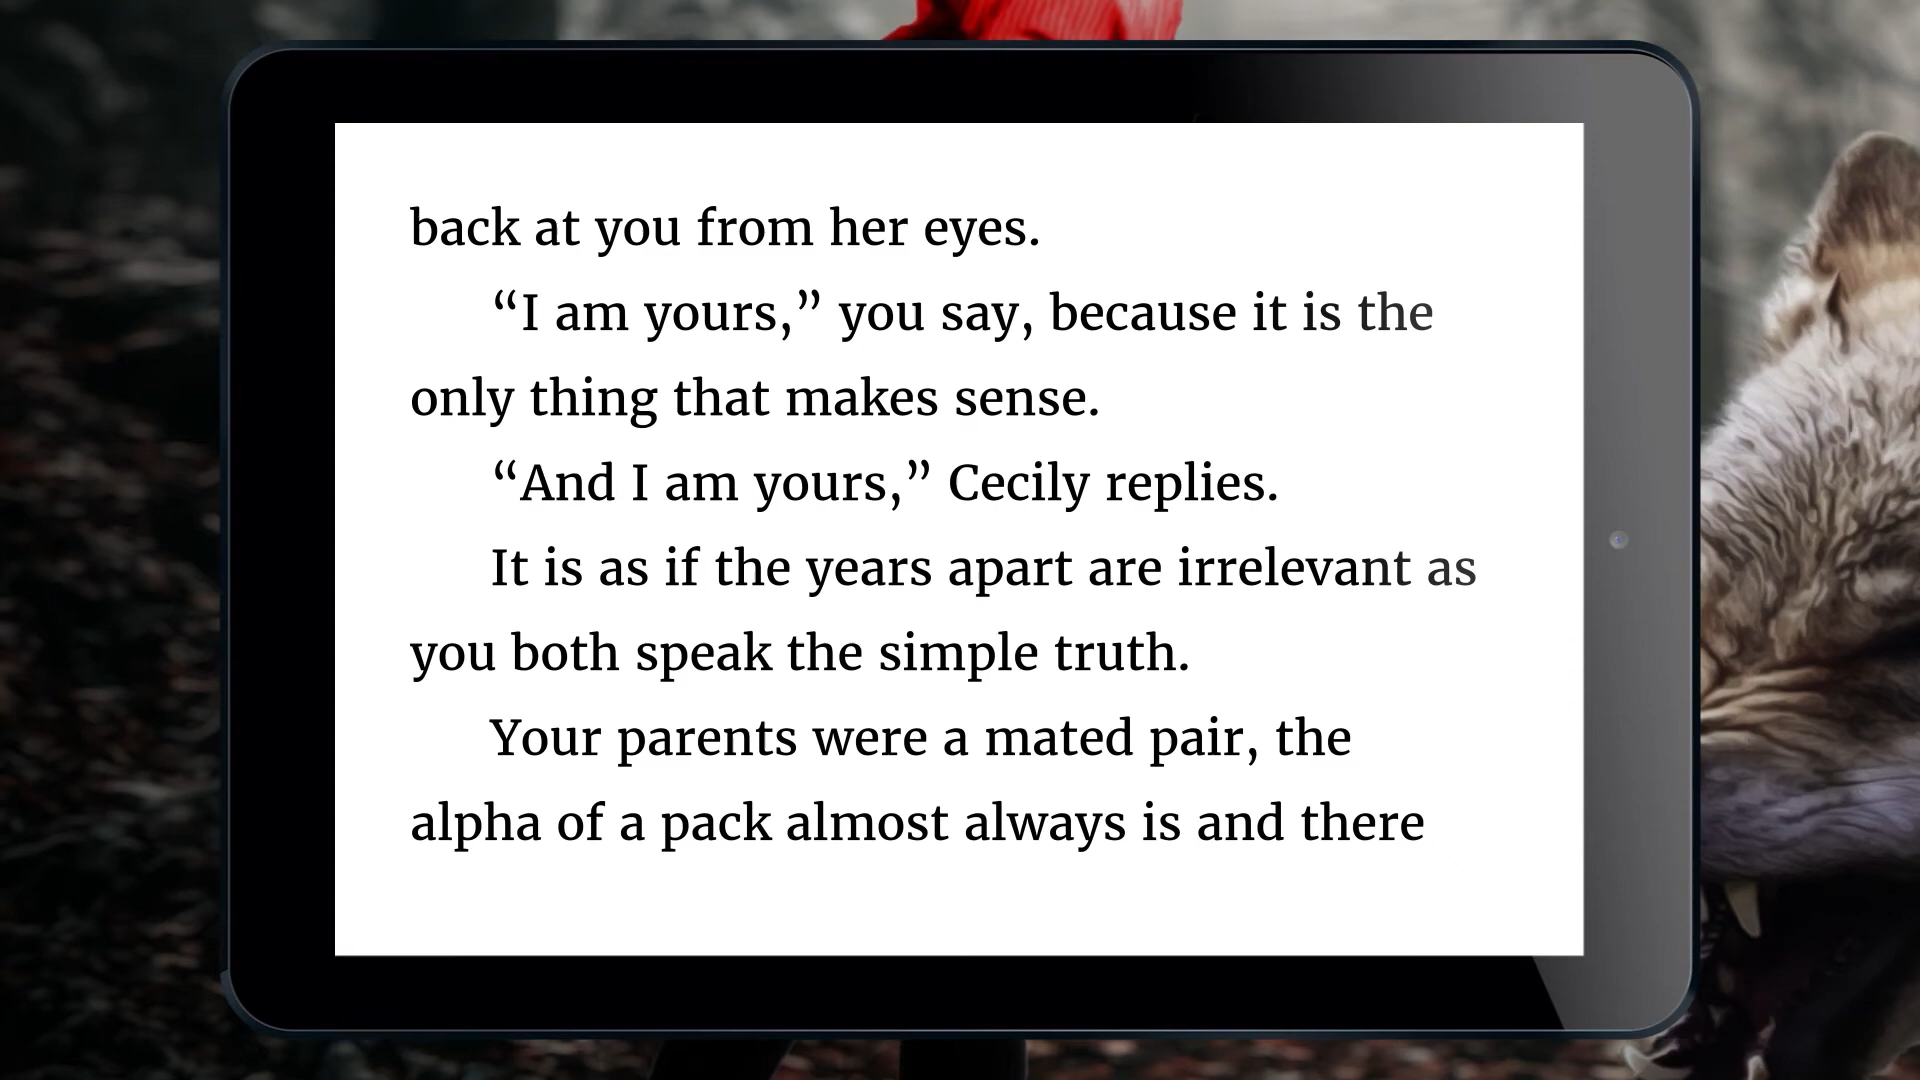 back at you from her eyes.
“I am yours,” you say, because it is the
only thing that makes sense.
“And I am yours,” Cecily replies.
It is as if the years apart are irrelevant as
you both speak the simple truth.
Your parents were a mated pair, the
alpha of a pack almost always is and there